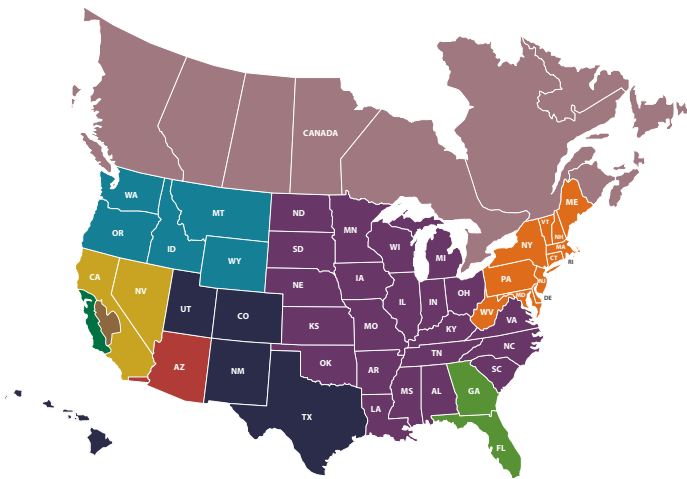 CANADA
WA
MT
ND
MN
ME
VT
NH
OR
ID
SD
WI
MI
NY
MA
CT
RI
WY
CA
NV
NE
IA
PA
NJ
OH
MD
DE
UT
CO
IL
IN
WV
VA
KS
MO
KY
NC
AZ
NM
OK
AR
TN
SC
TX
LA
MS
AL
GA
FL